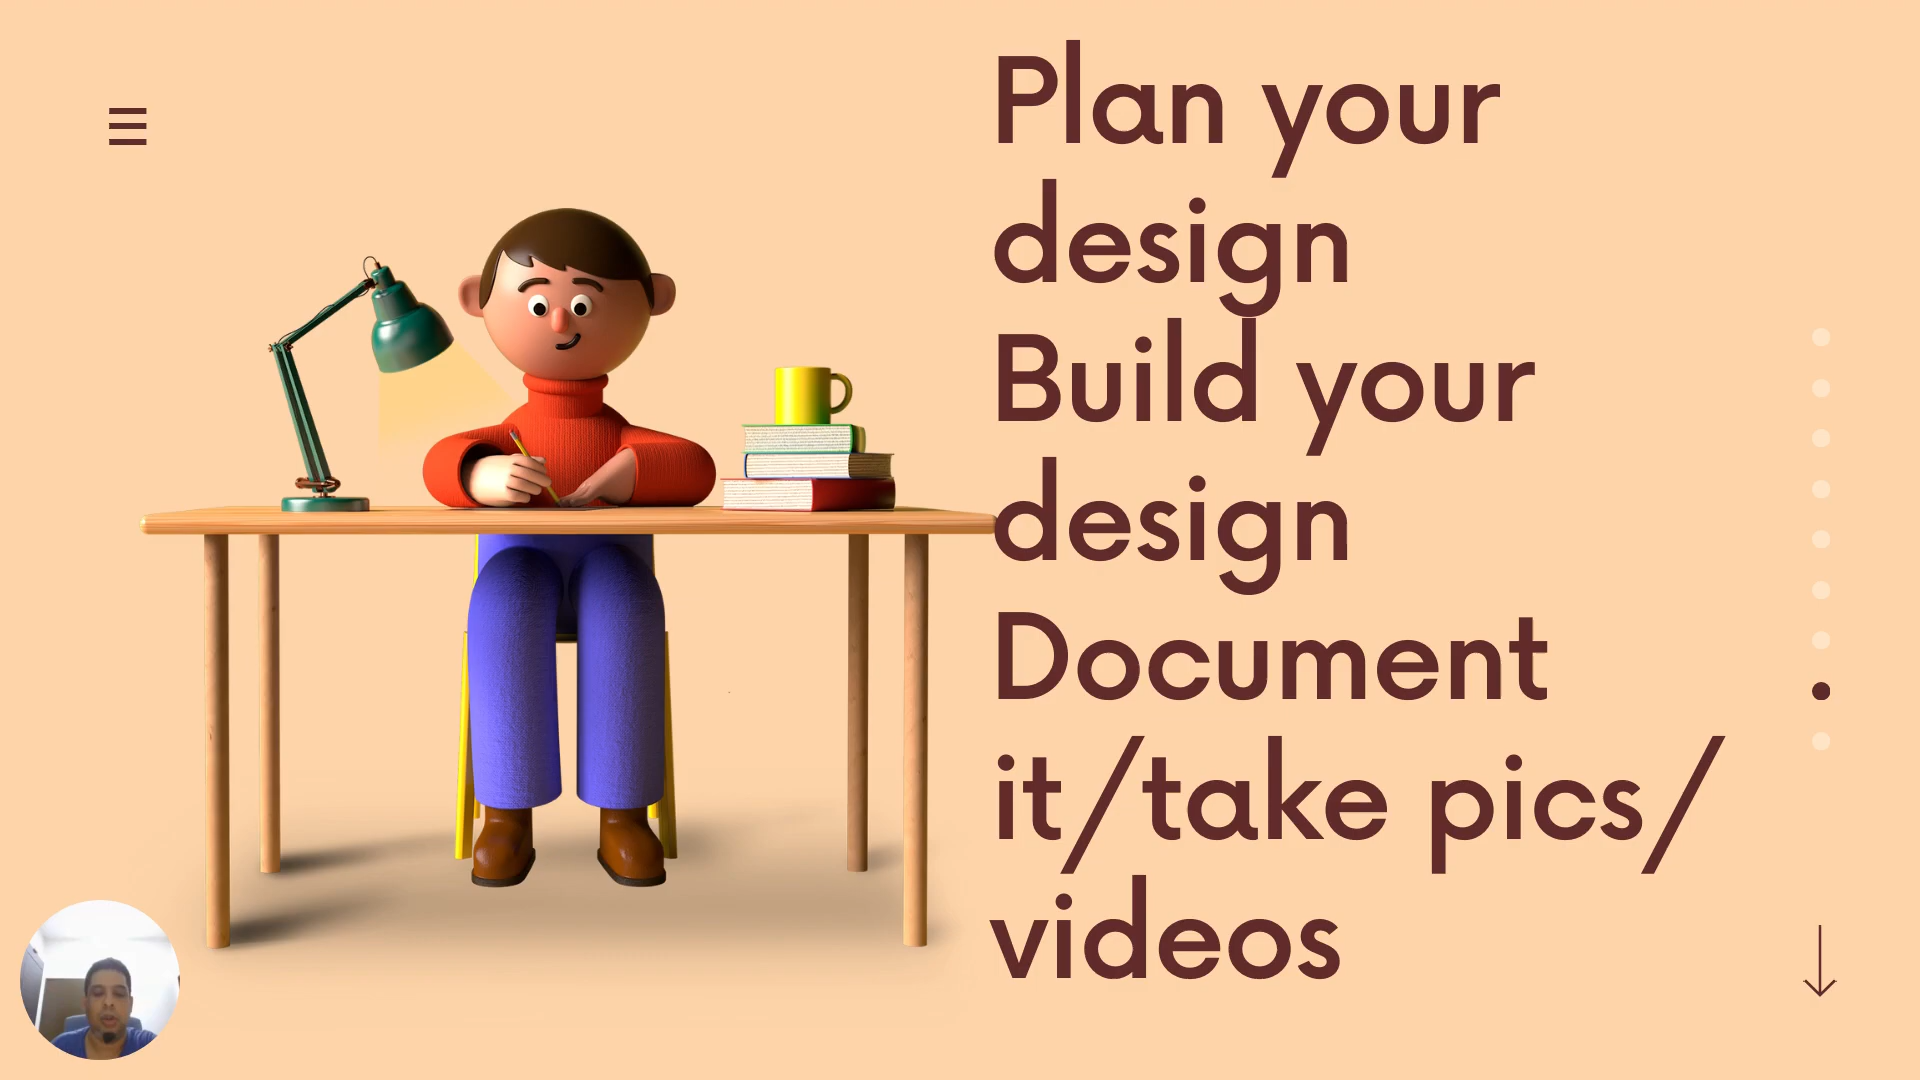 Plan your
design
Build your
design
Document
it/take pics/
videos